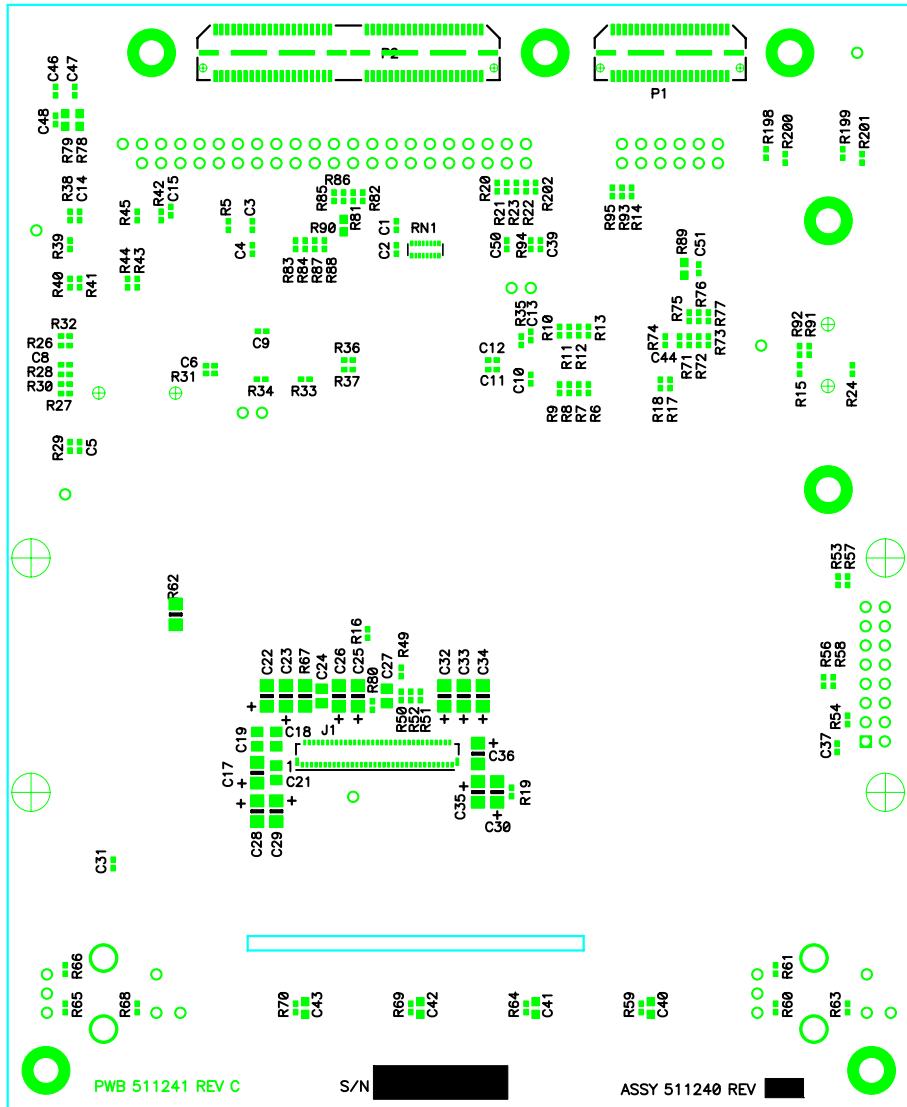 P2
P1
C46
C47
C48
R79
R78
R198
R200
R199
R201
R38
C14
R45
R42
C15
R5
C3
R86
R85
R81
R82
C1
RN1
R20
R21
R23
R22
R202
R95
R93
R14
R39
C4
R90
R83
R84
R87
R88
C2
C50
R94
C39
R89
C51
R40
R41
R44
R43
R75
R76
R77
R32
R26
C8
R28
R30
R27
C6
R31
C9
R34
R33
R36
R37
C12
C11
R35
C13
C10
R10
R11
R12
R13
R9
R8
R7
R6
R74
C44
R71
R72
R73
R18
R17
R92
R91
R15
R24
R29
C5
R53
R57
R62
R16
R49
C22
C23
R67
C24
C26
C25
R80
C27
R50
R52
R51
C32
C33
C34
R56
R58
R54
C37
+ + + + + + +
C19
C18
J1
1
C17
C21
+
C36
+
C35
+
C30
+
R19
C28
C29
+ +
C31
R66
R65
R68
R70
C43
R69
C42
R64
C41
R59
C40
R61
R60
R63
PWB 511241 REV C
S/N
ASSY 511240 REV